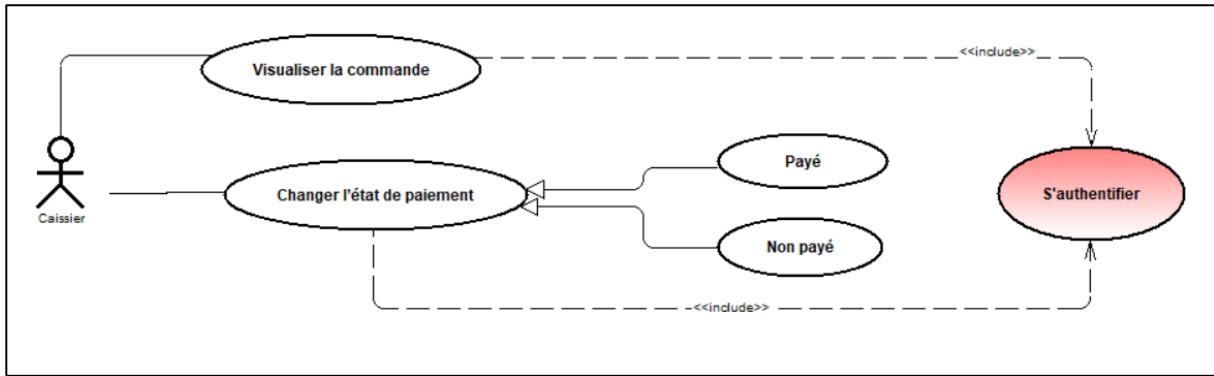 <<include>>
Visualiser la commande
Payé
Caissier
Changer l'état de paiement
S'authentifier
Non payé
<<include>>